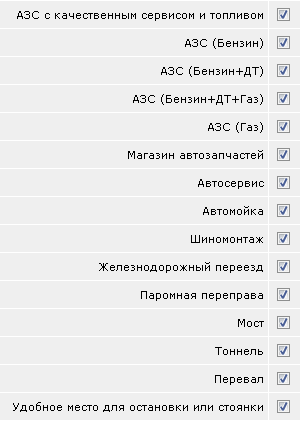 АЗС с качественным сервисом и топливом
АЗС (Бензин)
АЗС (Бензин+ДТ)
АЗС (Бензин+ДТ+Газ)
АЗС (Газ)
Магазин автозапчастей
Автосервис
Автомойка
Шиномонтаж
Железнодорожный переезд
Паромная переправа
Мост
Тоннель
Перевал
Удобное место для остановки или стоянки